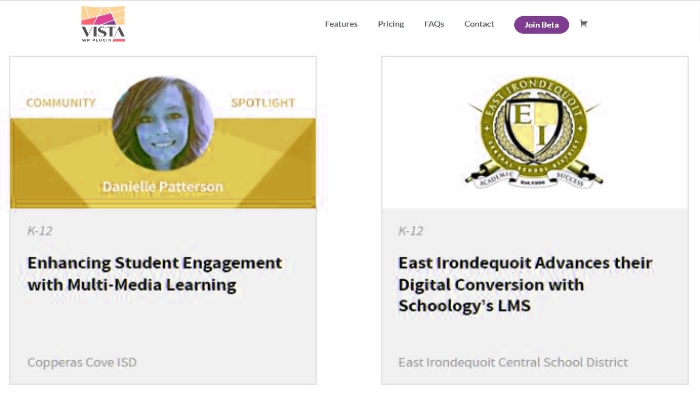 VISTA
WP PLUGIN
Features
Pricing
FAQs
Contact
Join Beta
COMMUNITY
SPOTLIGHT
Danielle Patterson
K-12
Enhancing Student Engagement
with Multi-Media Learning
Copperas Cove ISD
EAST IRONDEQUOIT
E I
CENTRAL SCHOOL DISTRICT
ACADEMIC
SUCCESS
Est.1956
K-12
East Irondequoit Advances their
Digital Conversion with
Schoology's LMS
East Irondequoit Central School District